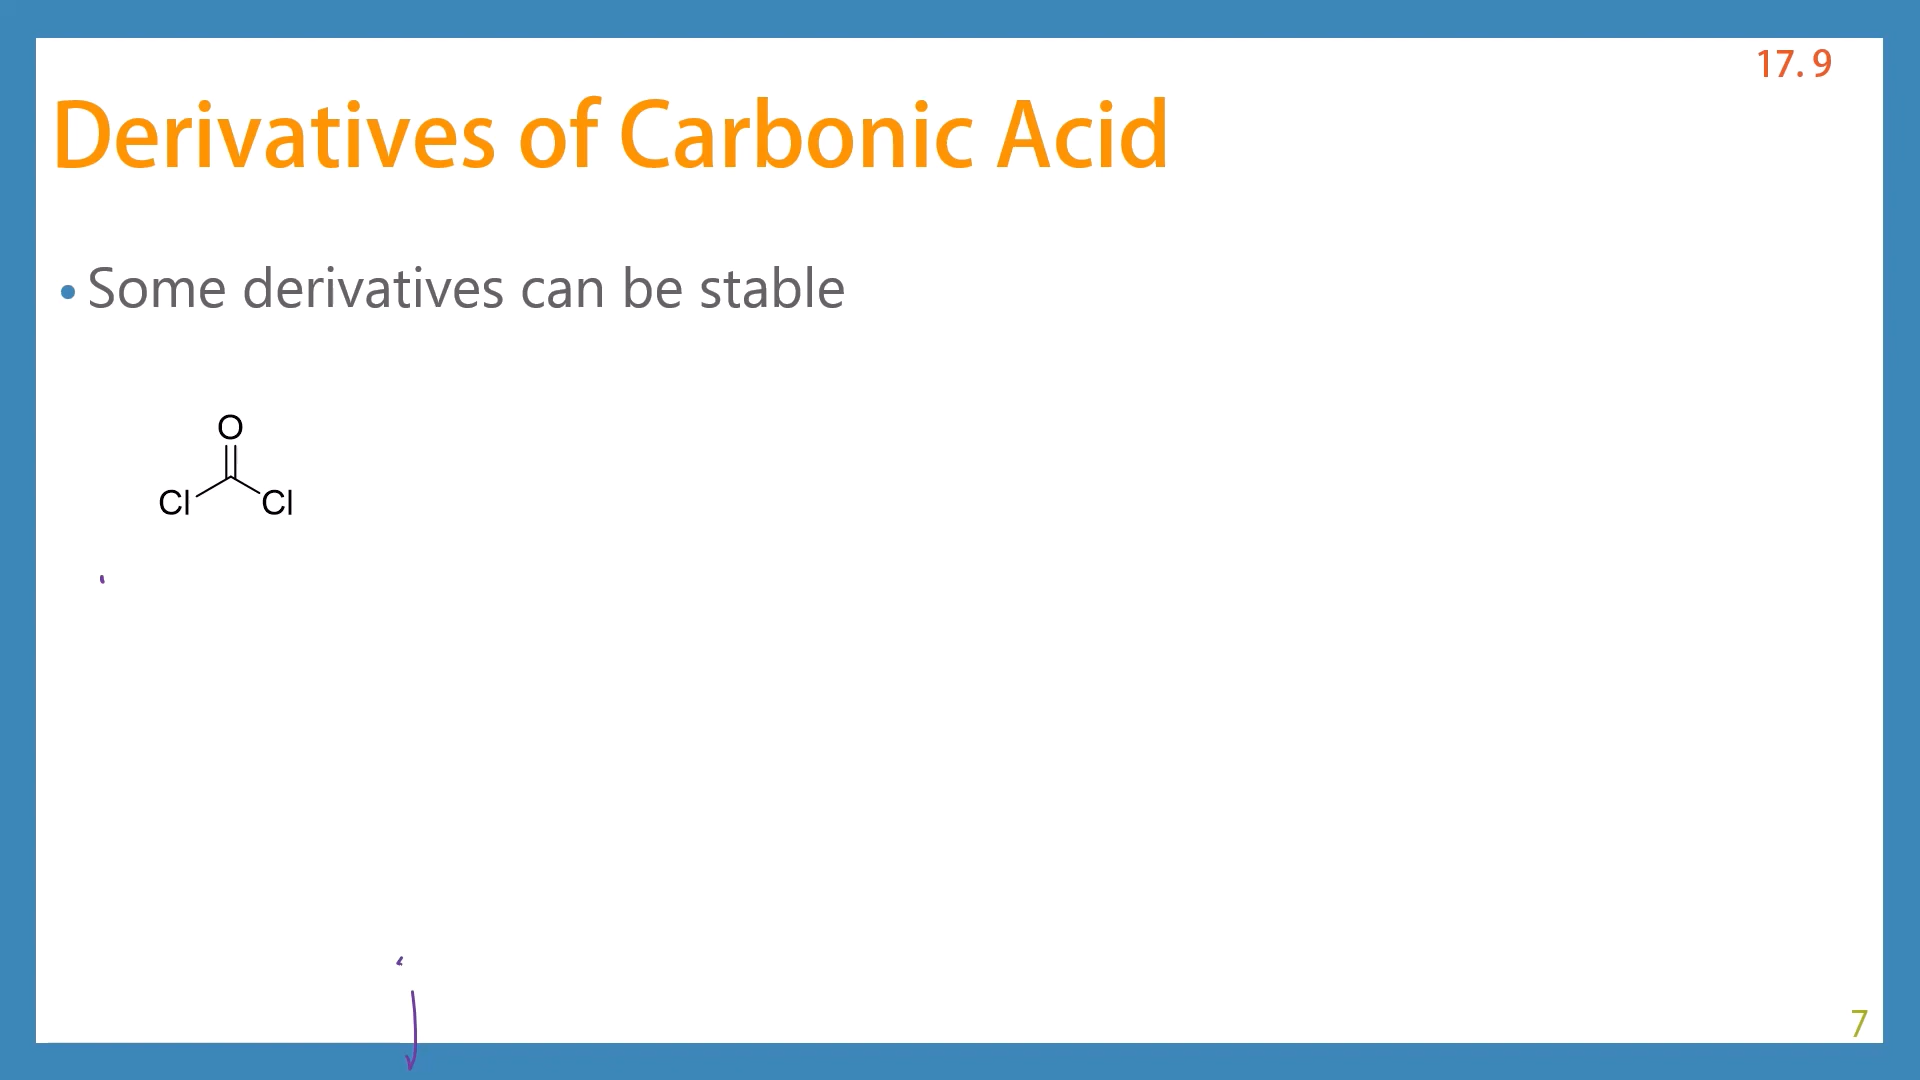 17. 9
Derivatives of Carbonic Acid
• Some derivatives can be stable
O
Cl Cl
7